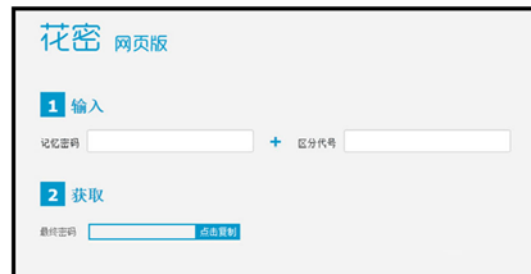 花密 网页版
1 输入
记忆密码 + 区分代号
2 获取
最终密码 点击复制